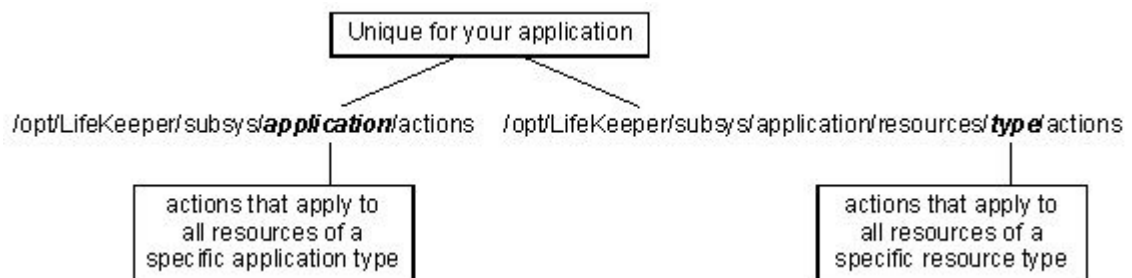 Unique for your application
/opt/LifeKeeper/subsys/application/actions /opt/LifeKeeper/subsys/application/resources/type/actions
actions that apply to
all resources of a
specific application type
actions that apply to
all resources of a
specific resource type